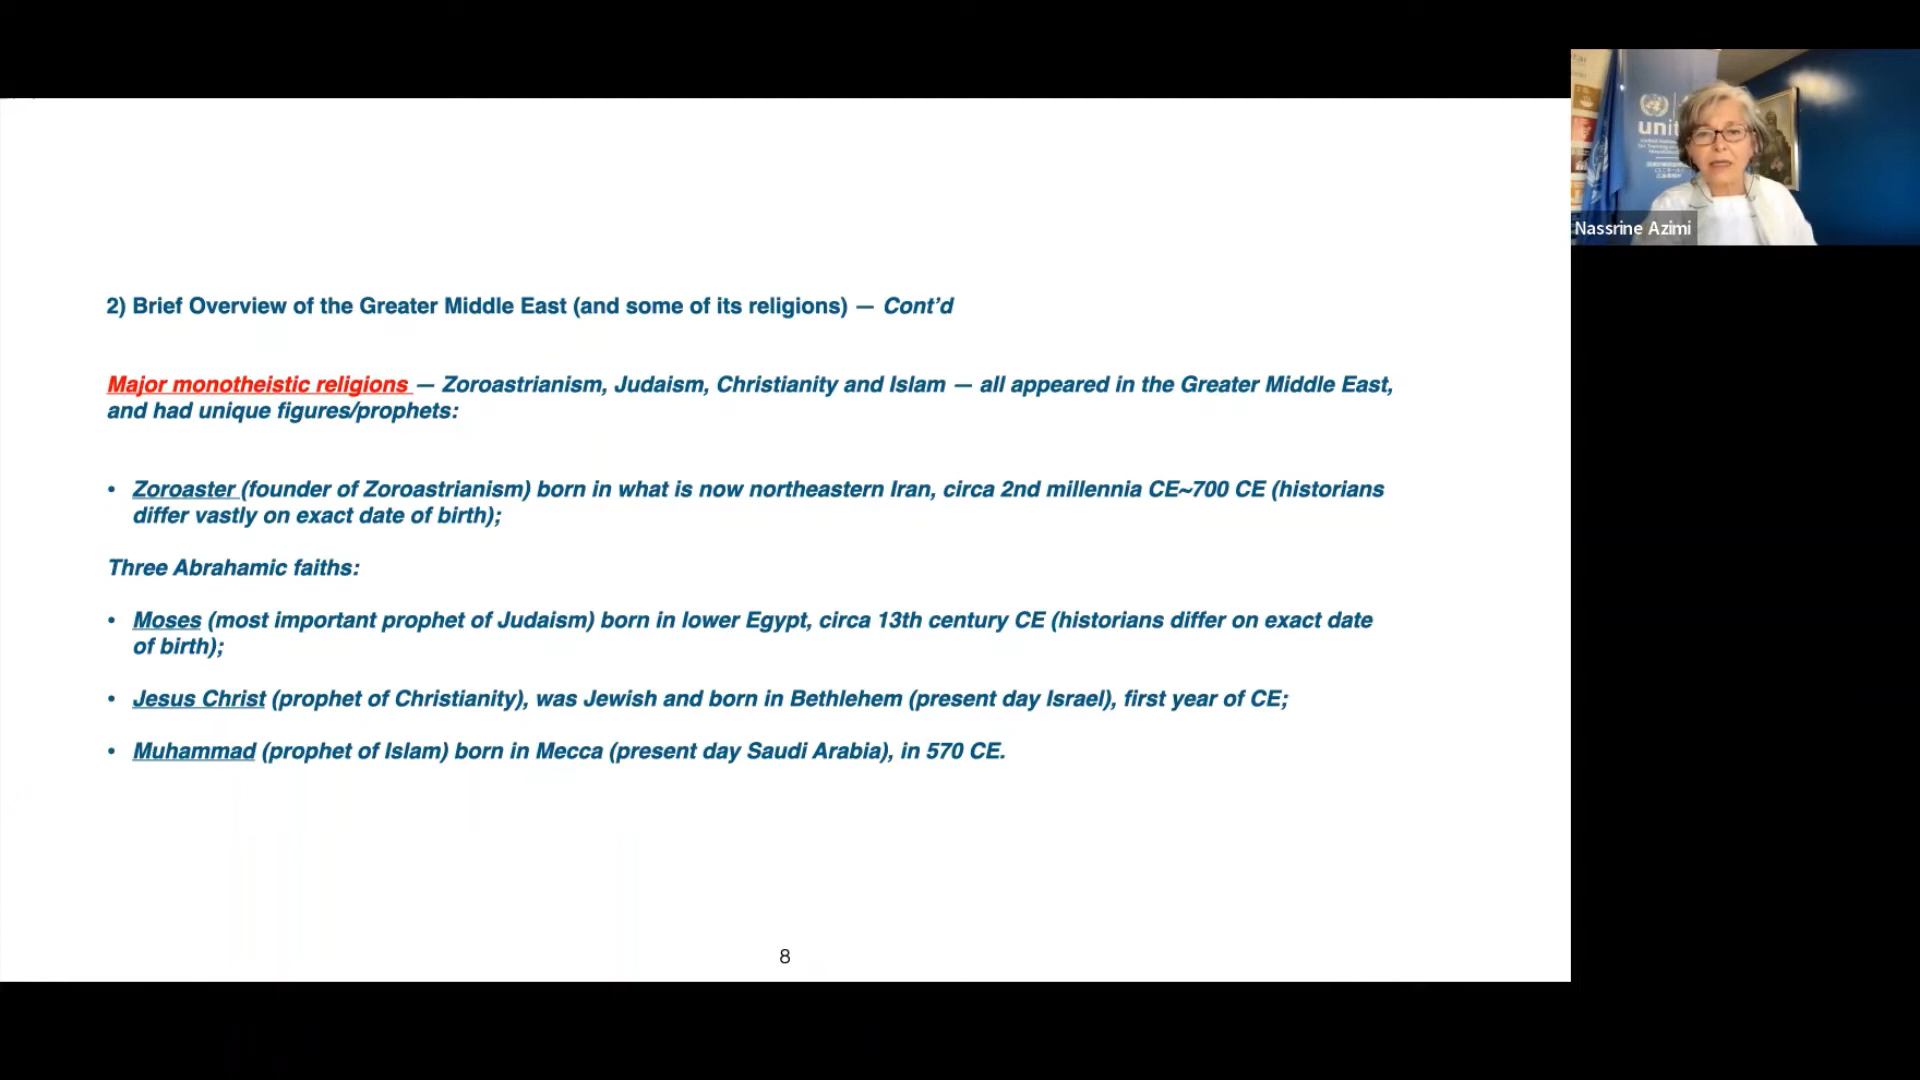 unit
Nassrine Azimi
2) Brief Overview of the Greater Middle East (and some of its religions) — Cont’d
Major monotheistic religions — Zoroastrianism, Judaism, Christianity and Islam — all appeared in the Greater Middle East,
and had unique figures/prophets:
• Zoroaster (founder of Zoroastrianism) born in what is now northeastern Iran, circa 2nd millennia CE~700 CE (historians
differ vastly on exact date of birth);
Three Abrahamic faiths:
• Moses (most important prophet of Judaism) born in lower Egypt, circa 13th century CE (historians differ on exact date
of birth);
• Jesus Christ (prophet of Christianity), was Jewish and born in Bethlehem (present day Israel), first year of CE;
• Muhammad (prophet of Islam) born in Mecca (present day Saudi Arabia), in 570 CE.
8